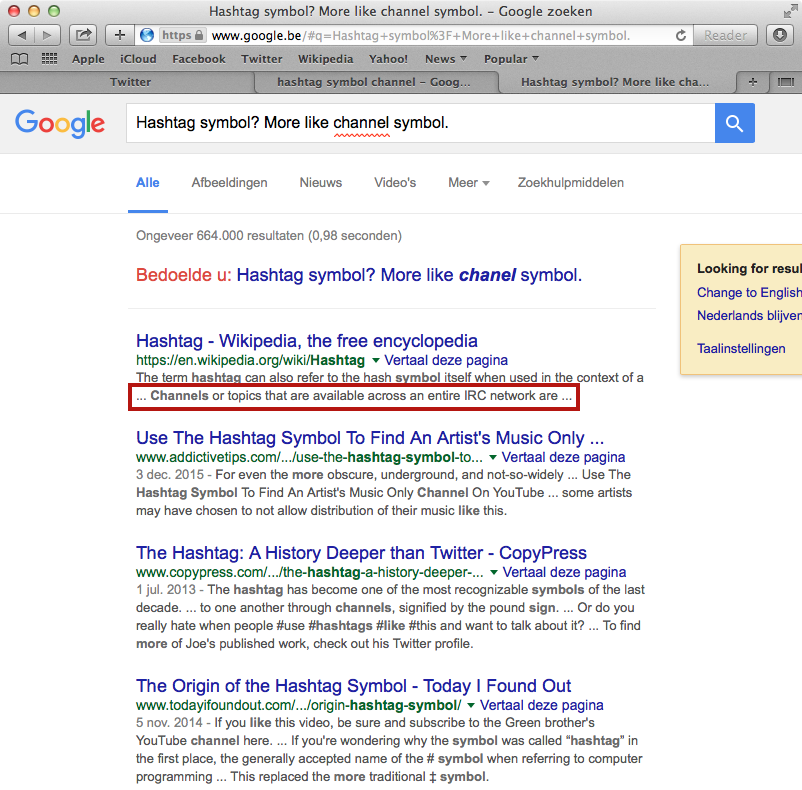 Hashtag symbol? More like channel symbol. – Google zoeken
https www.google.be/#q=Hashtag+symbol%3F+More+like+channel+symbol. Reader
Apple iCloud Facebook Twitter Wikipedia Yahoo! News Popular
Twitter hashtag symbol channel – Goog... Hashtag symbol? More like cha... +
Google Hashtag symbol? More like channel symbol.
Alle Afbeeldingen Nieuws Video's Meer Zoekhulpmiddelen
Ongeveer 664.000 resultaten (0,98 seconden)
Bedoelde u: Hashtag symbol? More like chanel symbol.
Looking for resul
Change to English
Nederlands blijven
Taalinstellingen
Hashtag - Wikipedia, the free encyclopedia
https://en.wikipedia.org/wiki/Hashtag Vertaal deze pagina
The term hashtag can also refer to the hash symbol itself when used in the context of a
... Channels or topics that are available across an entire IRC network are ...
Use The Hashtag Symbol To Find An Artist's Music Only ...
www.addictivetips.com/.../use-the-hashtag-symbol-to... Vertaal deze pagina
3 dec. 2015 - For even the more obscure, underground, and not-so-widely ... Use The
Hashtag Symbol To Find An Artist's Music Only Channel On YouTube ... some artists
may have chosen to not allow distribution of their music like this.
The Hashtag: A History Deeper than Twitter - CopyPress
www.copypress.com/.../the-hashtag-a-history-deeper-... Vertaal deze pagina
1 jul. 2013 - The hashtag has become one of the most recognizable symbols of the last
decade. ... to one another through channels, signified by the pound sign. ... Or do you
really hate when people #use #hashtags #like #this and want to talk about it? ... To find
more of Joe's published work, check out his Twitter profile.
The Origin of the Hashtag Symbol - Today I Found Out
www.todayifoundout.com/.../origin-hashtag-symbol/ Vertaal deze pagina
5 nov. 2014 - If you like this video, be sure and subscribe to the Green brother's
YouTube channel here. ... If you're wondering why the symbol was called “hashtag” in
the first place, the generally accepted name of the # symbol when referring to computer
programming ... This replaced the more traditional ‡ symbol.